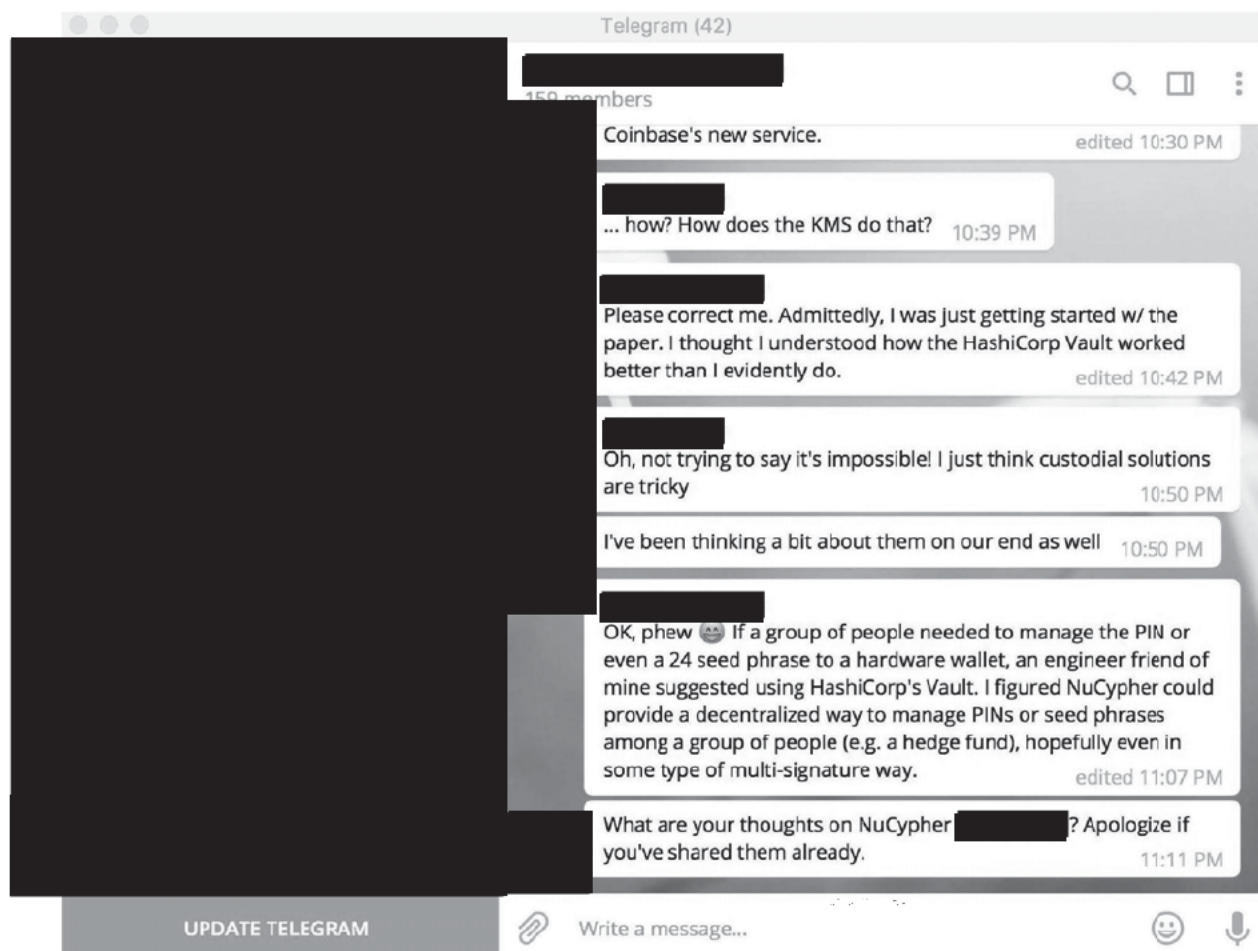 Telegram (42)
159 members
Coinbase's new service.
edited 10:30 PM
... how? How does the KMS do that? 10:39 PM
Please correct me. Admittedly, I was just getting started w/ the
paper. I thought I understood how the HashiCorp Vault worked
better than I evidently do. edited 10:42 PM
Oh, not trying to say it's impossible! I just think custodial solutions
are tricky 10:50 PM
I've been thinking a bit about them on our end as well 10:50 PM
OK, phew 😄 If a group of people needed to manage the PIN or
even a 24 seed phrase to a hardware wallet, an engineer friend of
mine suggested using HashiCorp's Vault. I figured NuCypher could
provide a decentralized way to manage PINs or seed phrases
among a group of people (e.g. a hedge fund), hopefully even in
some type of multi-signature way. edited 11:07 PM
What are your thoughts on NuCypher ? Apologize if
you've shared them already. 11:11 PM
UPDATE TELEGRAM
Write a message...